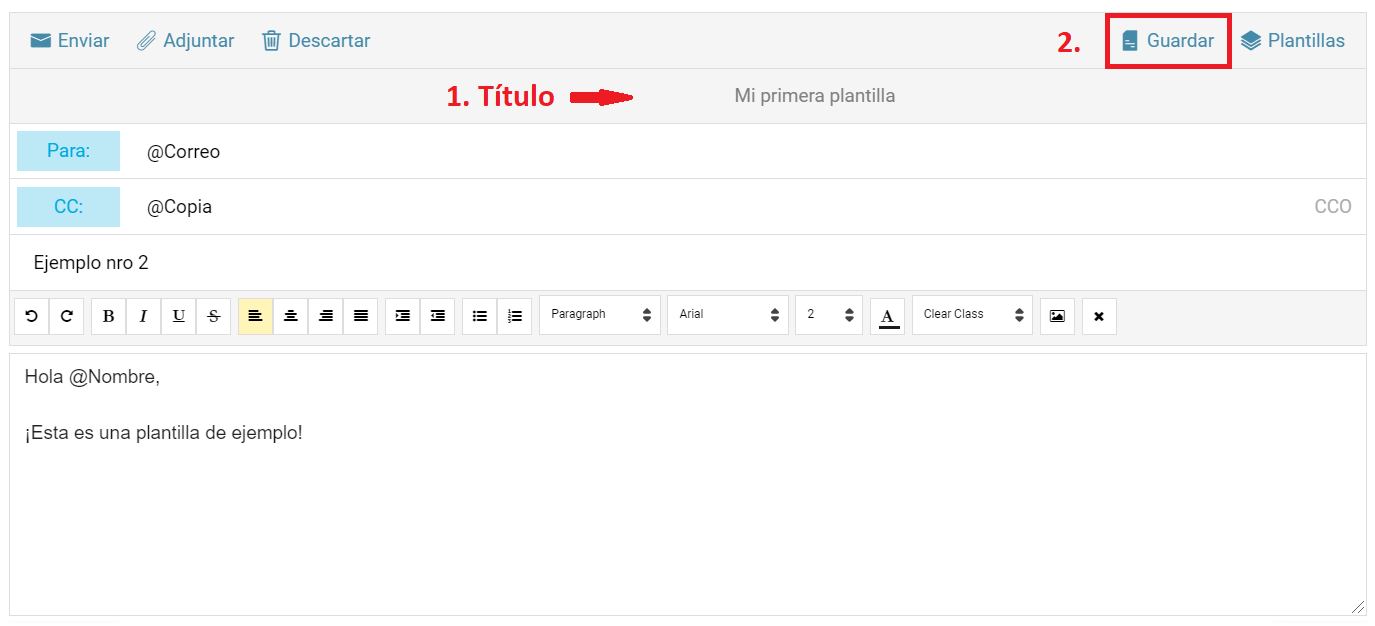 Enviar Adjuntar Descartar 2. Guardar Plantillas
1. Título Mi primera plantilla
Para: @Correo
CC: @Copia CCO
Ejemplo nro 2
B I U S Paragraph Arial 2 A Clear Class
Hola @Nombre,
¡Esta es una plantilla de ejemplo!